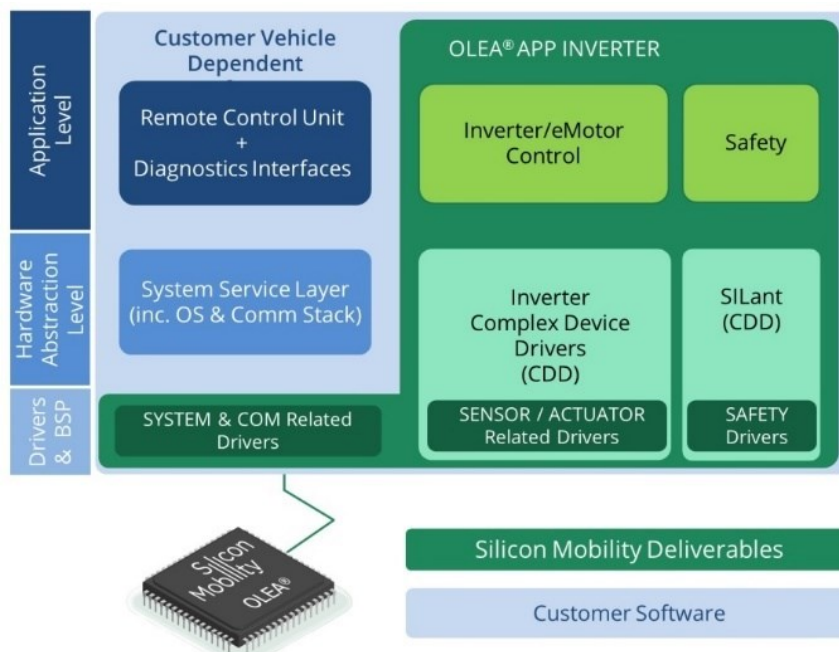 Application
Level
Customer Vehicle
Dependent
Remote Control Unit
+
Diagnostics Interfaces
OLEA® APP INVERTER
Inverter/eMotor
Control
Safety
Hardware
Abstraction
Level
System Service Layer
(inc. OS & Comm Stack)
Inverter
Complex Device
Drivers
(CDD)
SILant
(CDD)
Drivers
& BSP
SYSTEM & COM Related
Drivers
SENSOR / ACTUATOR
Related Drivers
SAFETY
Drivers
Silicon
Mobility
OLEA®
Silicon Mobility Deliverables
Customer Software